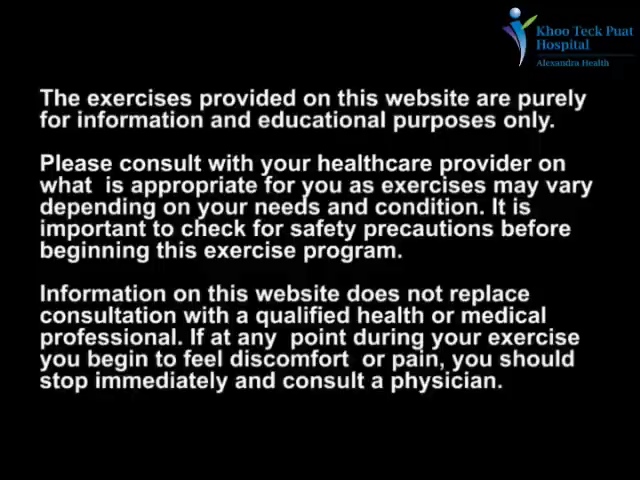 Khoo Teck Puat
Hospital
Alexandra Health
The exercises provided on this website are purely
for information and educational purposes only.
Please consult with your healthcare provider on
what  is appropriate for you as exercises may vary
depending on your needs and condition. It is
important to check for safety precautions before
beginning this exercise program.
Information on this website does not replace
consultation with a qualified health or medical
professional. If at any  point during your exercise
you begin to feel discomfort  or pain, you should
stop immediately and consult a physician.